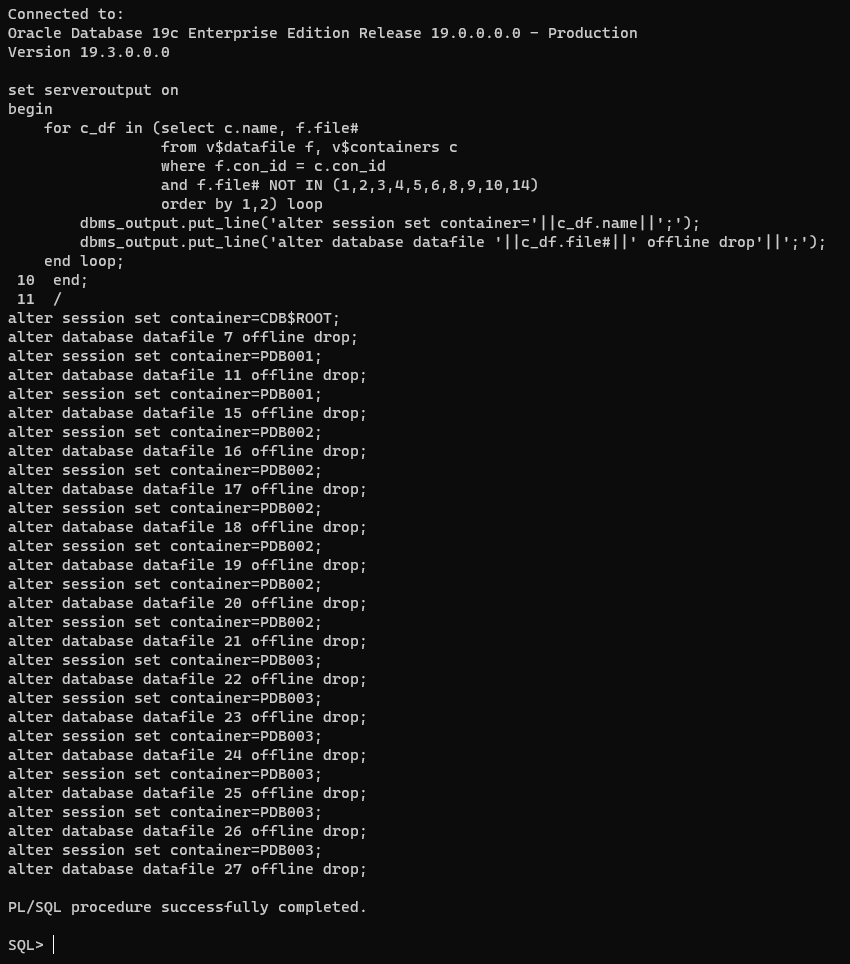 Connected to:
Oracle Database 19c Enterprise Edition Release 19.0.0.0.0 - Production
Version 19.3.0.0.0

set serveroutput on
begin
    for c_df in (select c.name, f.file#
                 from v$datafile f, v$containers c
                 where f.con_id = c.con_id
                 and f.file# NOT IN (1,2,3,4,5,6,8,9,10,14)
                 order by 1,2) loop
        dbms_output.put_line('alter session set container='||c_df.name||';');
        dbms_output.put_line('alter database datafile '||c_df.file#||' offline drop'||';');
    end loop;
 10  end;
 11  /
alter session set container=CDB$ROOT;
alter database datafile 7 offline drop;
alter session set container=PDB001;
alter database datafile 11 offline drop;
alter session set container=PDB001;
alter database datafile 15 offline drop;
alter session set container=PDB002;
alter database datafile 16 offline drop;
alter session set container=PDB002;
alter database datafile 17 offline drop;
alter session set container=PDB002;
alter database datafile 18 offline drop;
alter session set container=PDB002;
alter database datafile 19 offline drop;
alter session set container=PDB002;
alter database datafile 20 offline drop;
alter session set container=PDB002;
alter database datafile 21 offline drop;
alter session set container=PDB003;
alter database datafile 22 offline drop;
alter session set container=PDB003;
alter database datafile 23 offline drop;
alter session set container=PDB003;
alter database datafile 24 offline drop;
alter session set container=PDB003;
alter database datafile 25 offline drop;
alter session set container=PDB003;
alter database datafile 26 offline drop;
alter session set container=PDB003;
alter database datafile 27 offline drop;

PL/SQL procedure successfully completed.

SQL>